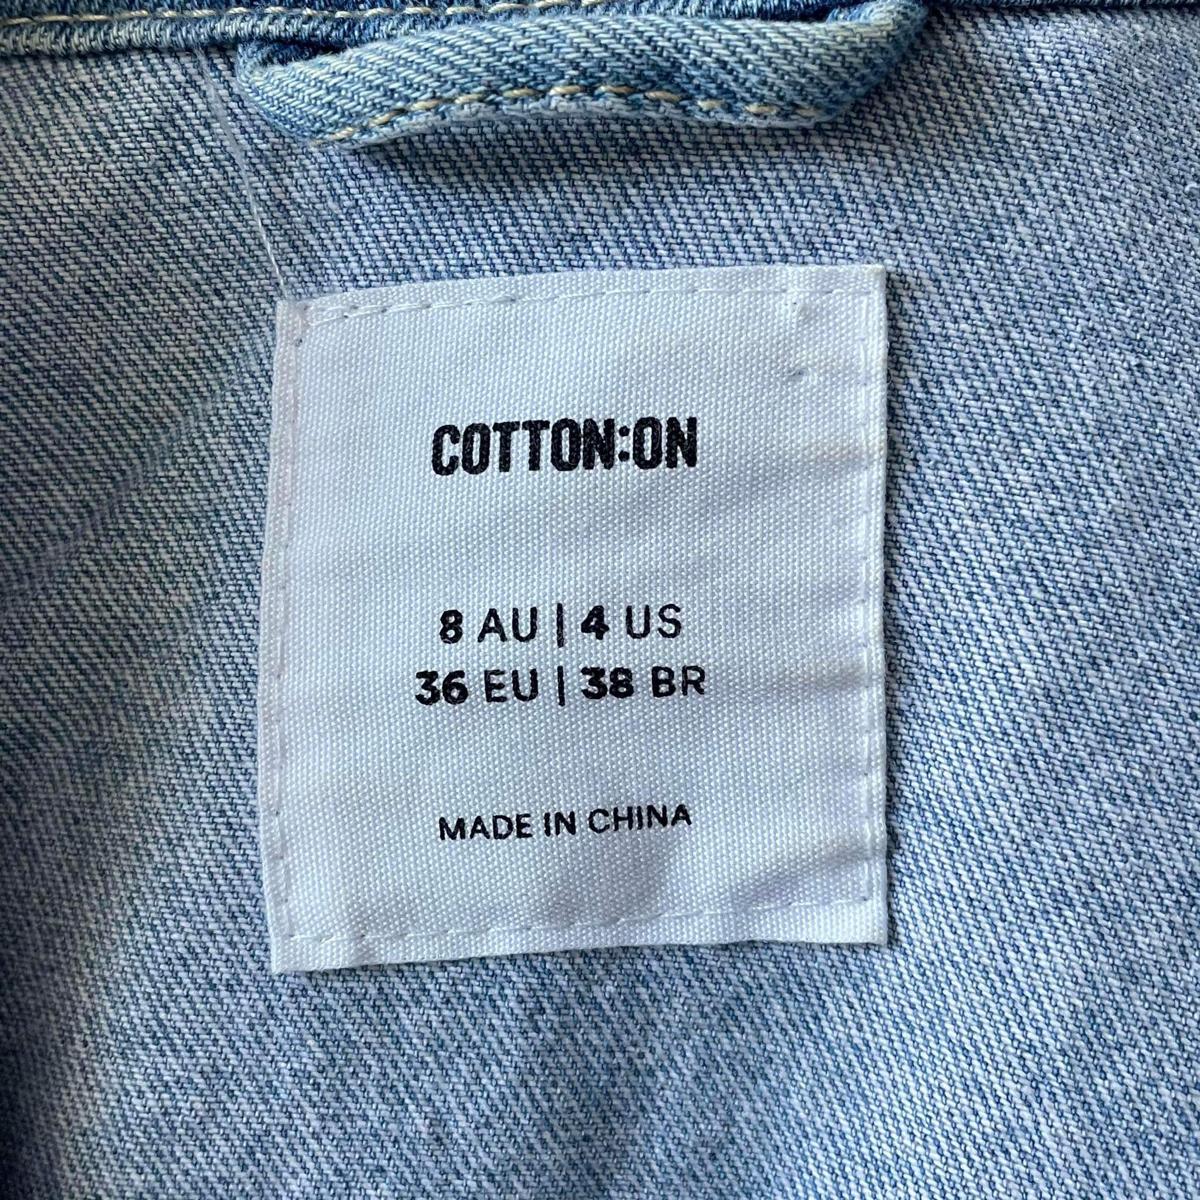 COTTON:ON
8 AU | 4 US
36 EU | 38 BR
MADE IN CHINA